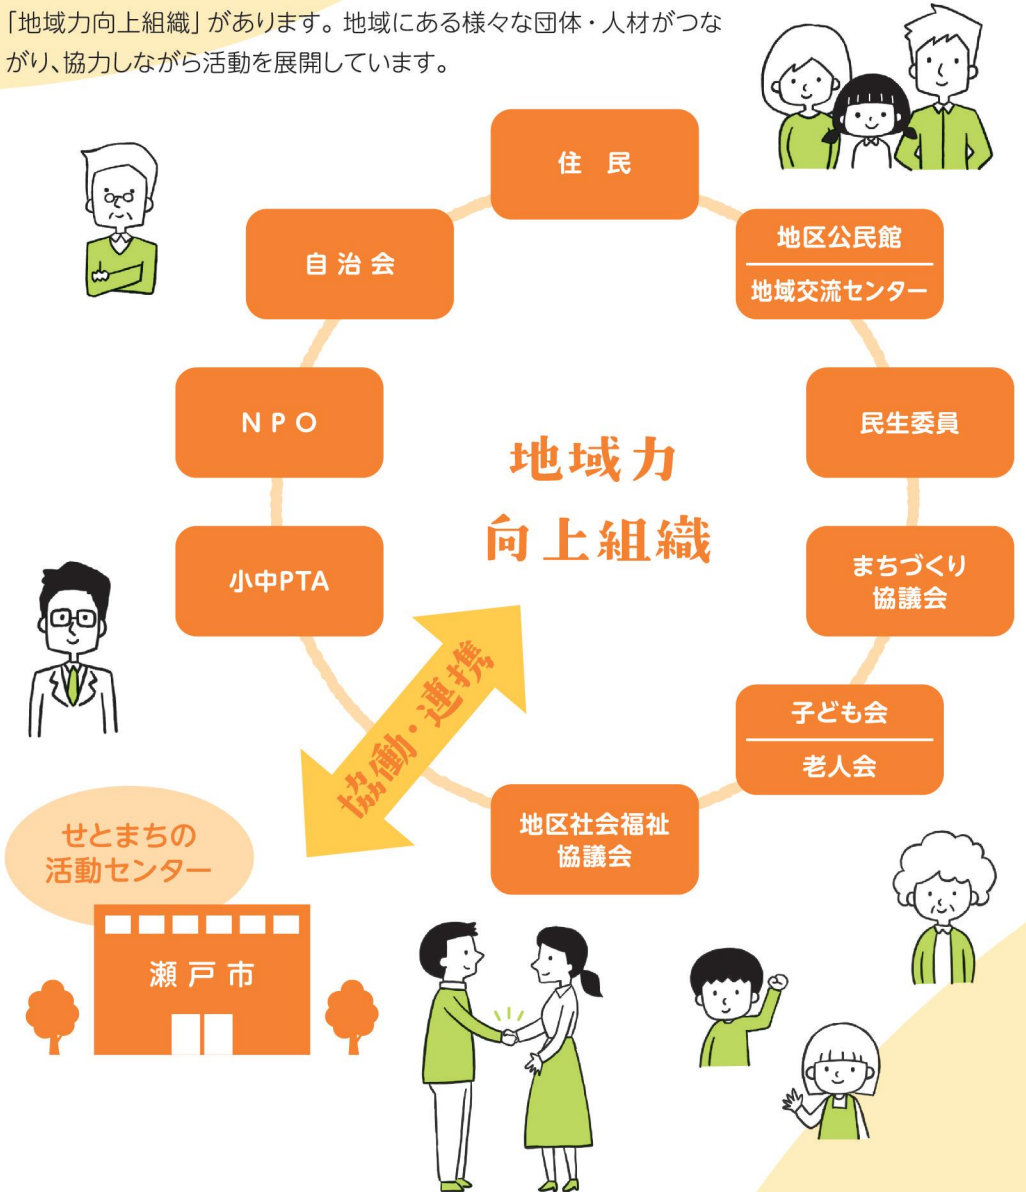 「地域力向上組織」があります。地域にある様々な団体・人材がつな
がり、協力しながら活動を展開しています。
住 民
自 治 会
地区公民館
地域交流センター
N P O
民生委員
地域力
向上組織
小中PTA
まちづくり
協議会
協働・連携
子ども会
老人会
地区社会福祉
協議会
せとまちの
活動センター
瀬 戸 市